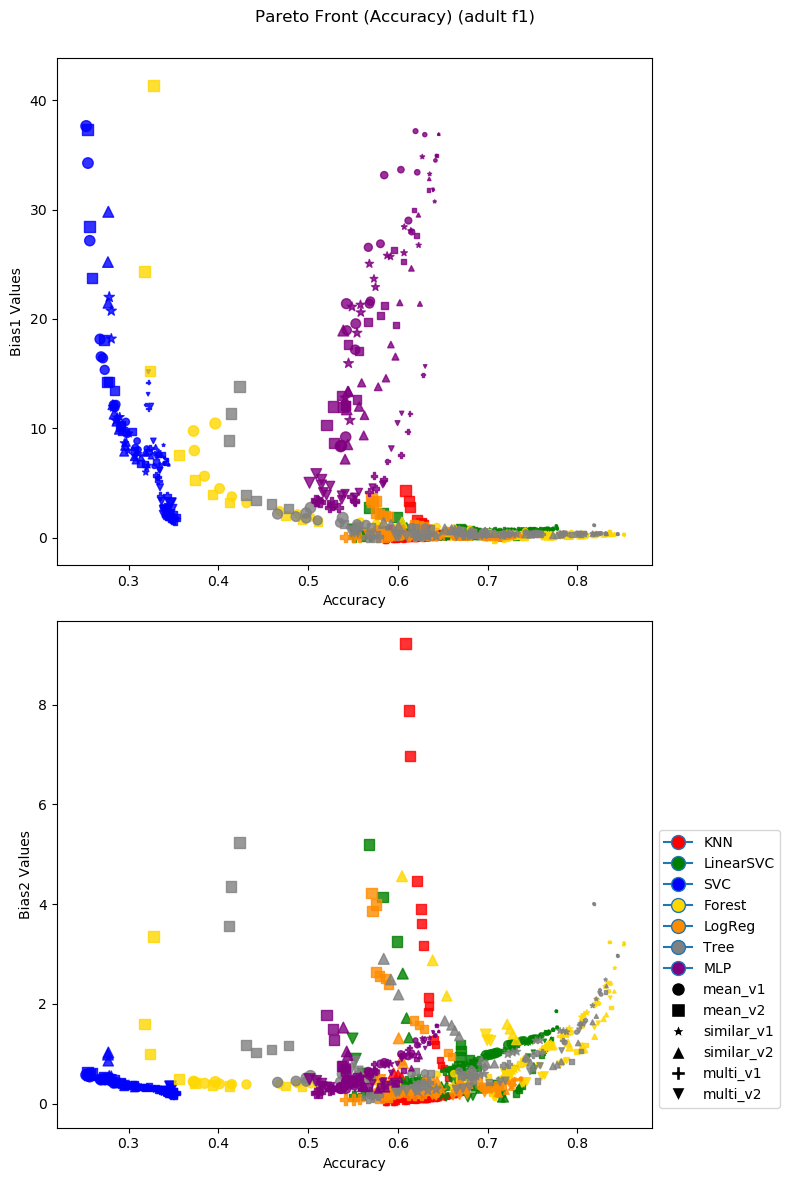 Pareto Front (Accuracy) (adult f1)
40
30
20
10
0
Bias1 Values
0.3 0.4 0.5 0.6 0.7 0.8
Accuracy
8
6
4
2
0
Bias2 Values
0.3 0.4 0.5 0.6 0.7 0.8
Accuracy
KNN
LinearSVC
SVC
Forest
LogReg
Tree
MLP
mean_v1
mean_v2
similar_v1
similar_v2
multi_v1
multi_v2